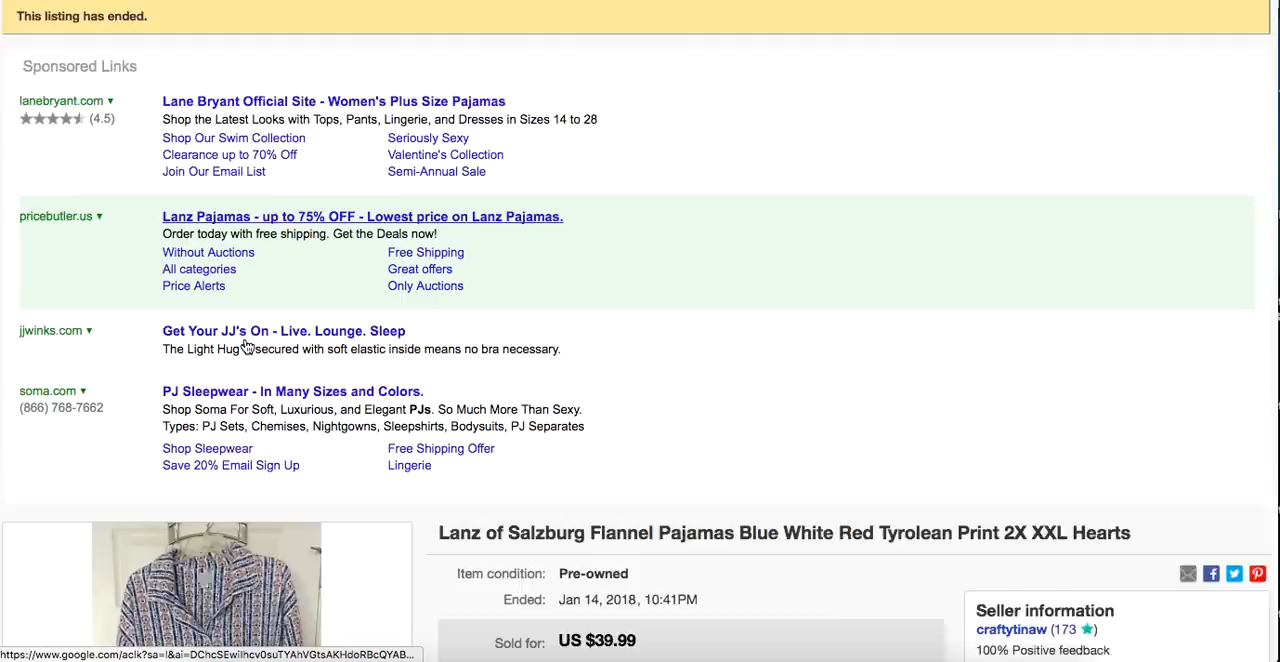 This listing has ended.
Sponsored Links
lanebryant.com ▼
(4.5)
Lane Bryant Official Site - Women's Plus Size Pajamas
Shop the Latest Looks with Tops, Pants, Lingerie, and Dresses in Sizes 14 to 28
Shop Our Swim Collection Seriously Sexy
Clearance up to 70% Off Valentine's Collection
Join Our Email List Semi-Annual Sale
pricebutler.us ▼
Lanz Pajamas - up to 75% OFF - Lowest price on Lanz Pajamas.
Order today with free shipping. Get the Deals now!
Without Auctions Free Shipping
All categories Great offers
Price Alerts Only Auctions
jjwinks.com ▼
Get Your JJ's On - Live. Lounge. Sleep
The Light Hug secured with soft elastic inside means no bra necessary.
soma.com ▼
(866) 768-7662
PJ Sleepwear - In Many Sizes and Colors.
Shop Soma For Soft, Luxurious, and Elegant PJs. So Much More Than Sexy.
Types: PJ Sets, Chemises, Nightgowns, Sleepshirts, Bodysuits, PJ Separates
Shop Sleepwear Free Shipping Offer
Save 20% Email Sign Up Lingerie
Lanz of Salzburg Flannel Pajamas Blue White Red Tyrolean Print 2X XXL Hearts
Item condition: Pre-owned
Ended: Jan 14, 2018, 10:41PM
Sold for: US $39.99
Seller information
craftytinaw (173 ★)
100% Positive feedback